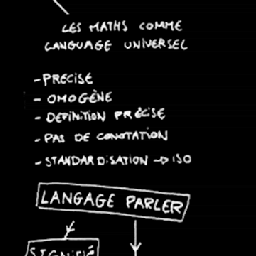 LES MATHS COMME
LANGUAGE UNIVERSEL
- PRECISE
- OMOGÈNE
- DEFINITION PRÉCISE
- PAS DE CONOTATION
- STANDARDISATION → ISO
LANGAGE PARLER
SIGNIFIÉ